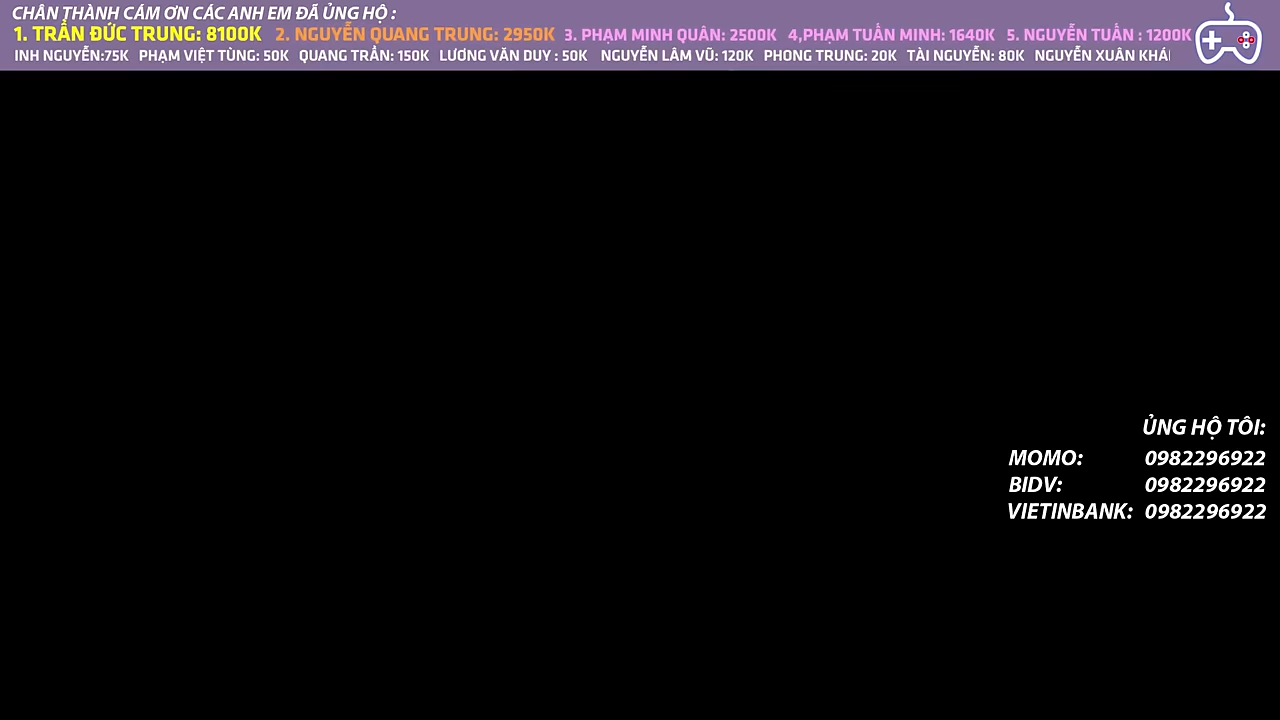 CHÂN THÀNH CÁM ƠN CÁC ANH EM ĐÃ ỦNG HỘ :
1. TRẦN ĐỨC TRUNG: 8100K 2. NGUYỄN QUANG TRUNG: 2950K 3. PHẠM MINH QUÂN: 2500K 4,PHẠM TUẤN MINH: 1640K 5. NGUYỄN TUẤN : 1200K
INH NGUYỄN:75K PHẠM VIỆT TÙNG: 50K QUANG TRẦN: 150K LƯƠNG VĂN DUY : 50K NGUYỄN LÂM VŨ: 120K PHONG TRUNG: 20K TÀI NGUYỄN: 80K NGUYỄN XUÂN
ỦNG HỘ TÔI:
MOMO: 0982296922
BIDV: 0982296922
VIETINBANK: 0982296922